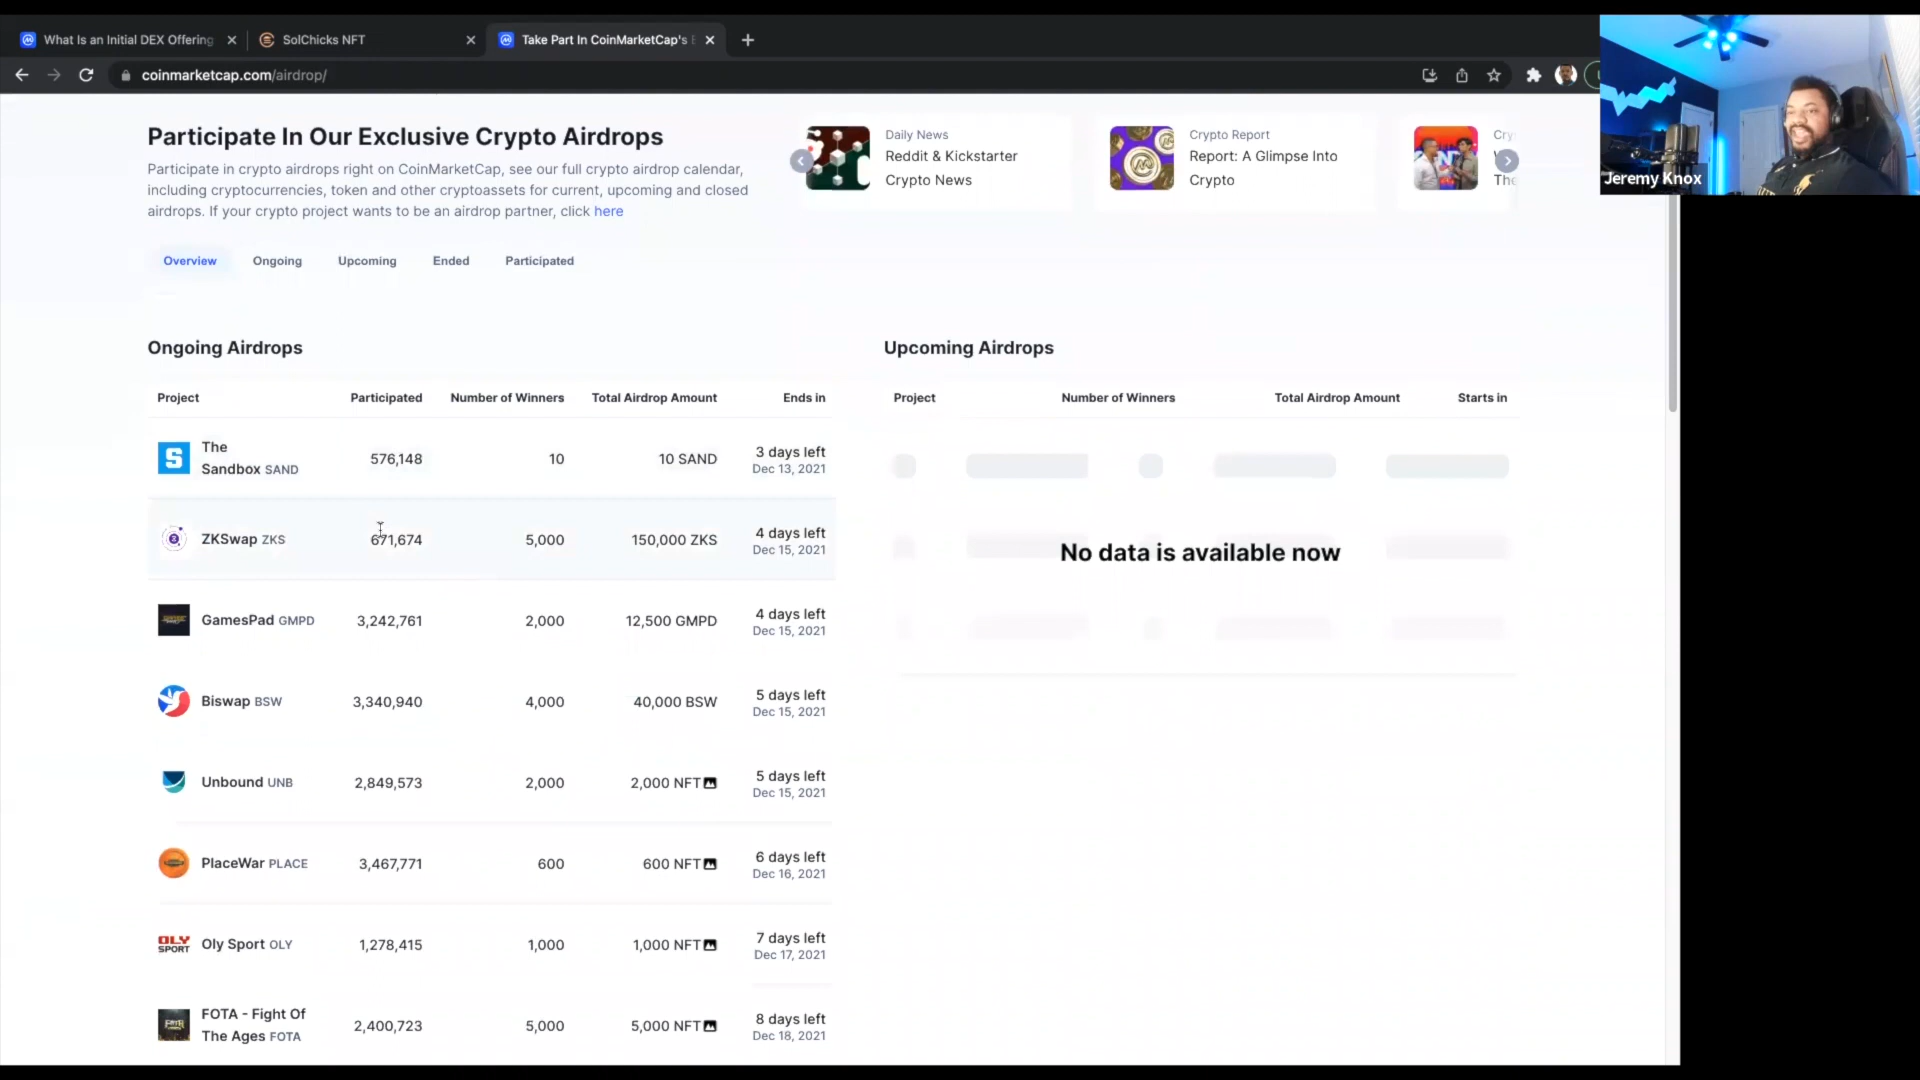 What Is an Initial DEX Offering
SolChicks NFT
Take Part In CoinMarketCap's
coinmarketcap.com/airdrop/
Jeremy Knox
Participate In Our Exclusive Crypto Airdrops
Participate in crypto airdrops right on CoinMarketCap, see our full crypto airdrop calendar,
including cryptocurrencies, token and other cryptoassets for current, upcoming and closed
airdrops. If your crypto project wants to be an airdrop partner, click here
Daily News
Reddit & Kickstarter
Crypto News
Crypto Report
Report: A Glimpse Into
Crypto
Overview Ongoing Upcoming Ended Participated
Ongoing Airdrops
Project Participated Number of Winners Total Airdrop Amount Ends in
The Sandbox SAND 576,148 10 10 SAND 3 days left Dec 13, 2021
ZKSwap ZKS 671,674 5,000 150,000 ZKS 4 days left Dec 15, 2021
GamesPad GMPD 3,242,761 2,000 12,500 GMPD 4 days left Dec 15, 2021
Biswap BSW 3,340,940 4,000 40,000 BSW 5 days left Dec 15, 2021
Unbound UNB 2,849,573 2,000 2,000 NFT 5 days left Dec 15, 2021
PlaceWar PLACE 3,467,771 600 600 NFT 6 days left Dec 16, 2021
OLY SPORT Oly Sport OLY 1,278,415 1,000 1,000 NFT 7 days left Dec 17, 2021
FOTA - Fight Of The Ages FOTA 2,400,723 5,000 5,000 NFT 8 days left Dec 18, 2021
Upcoming Airdrops
Project Number of Winners Total Airdrop Amount Starts in
No data is available now